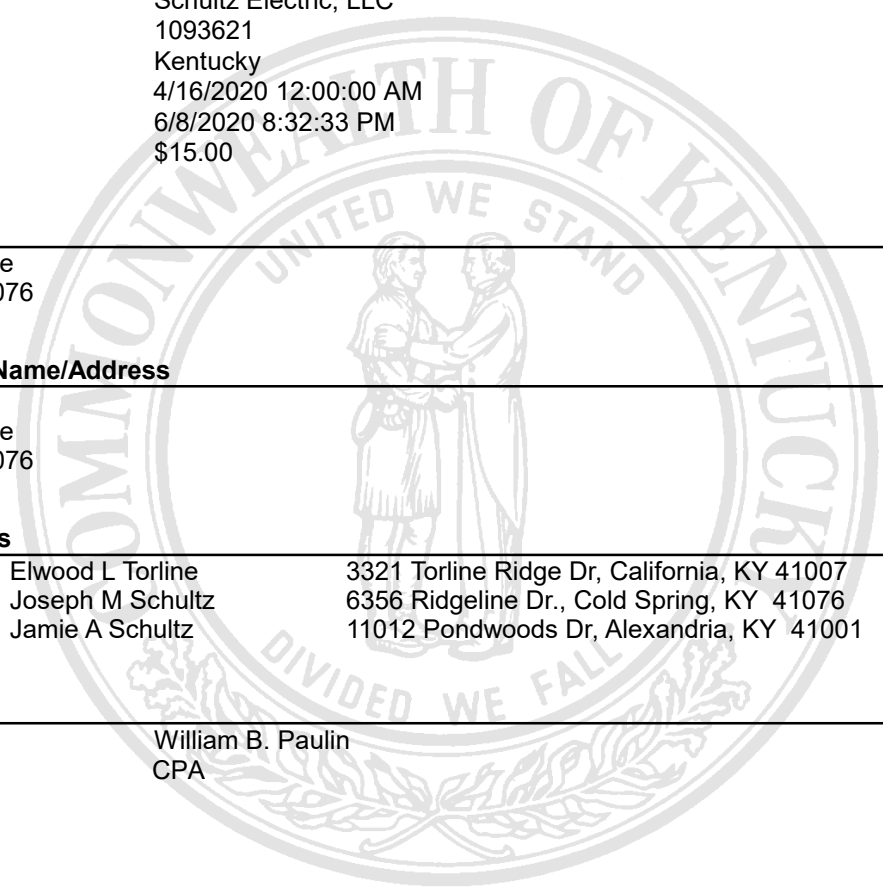 Schultz Electric, LLC
1093621
Kentucky
4/16/2020 12:00:00 AM
6/8/2020 8:32:33 PM
$15.00
COMMONWEALTH OF KENTUCKY
UNITED WE STAND
e
076
Name/Address
e
076
s
Elwood L Torline 3321 Torline Ridge Dr, California, KY 41007
Joseph M Schultz 6356 Ridgeline Dr., Cold Spring, KY 41076
Jamie A Schultz 11012 Pondwoods Dr, Alexandria, KY 41001
DIVIDED WE FALL
William B. Paulin
CPA